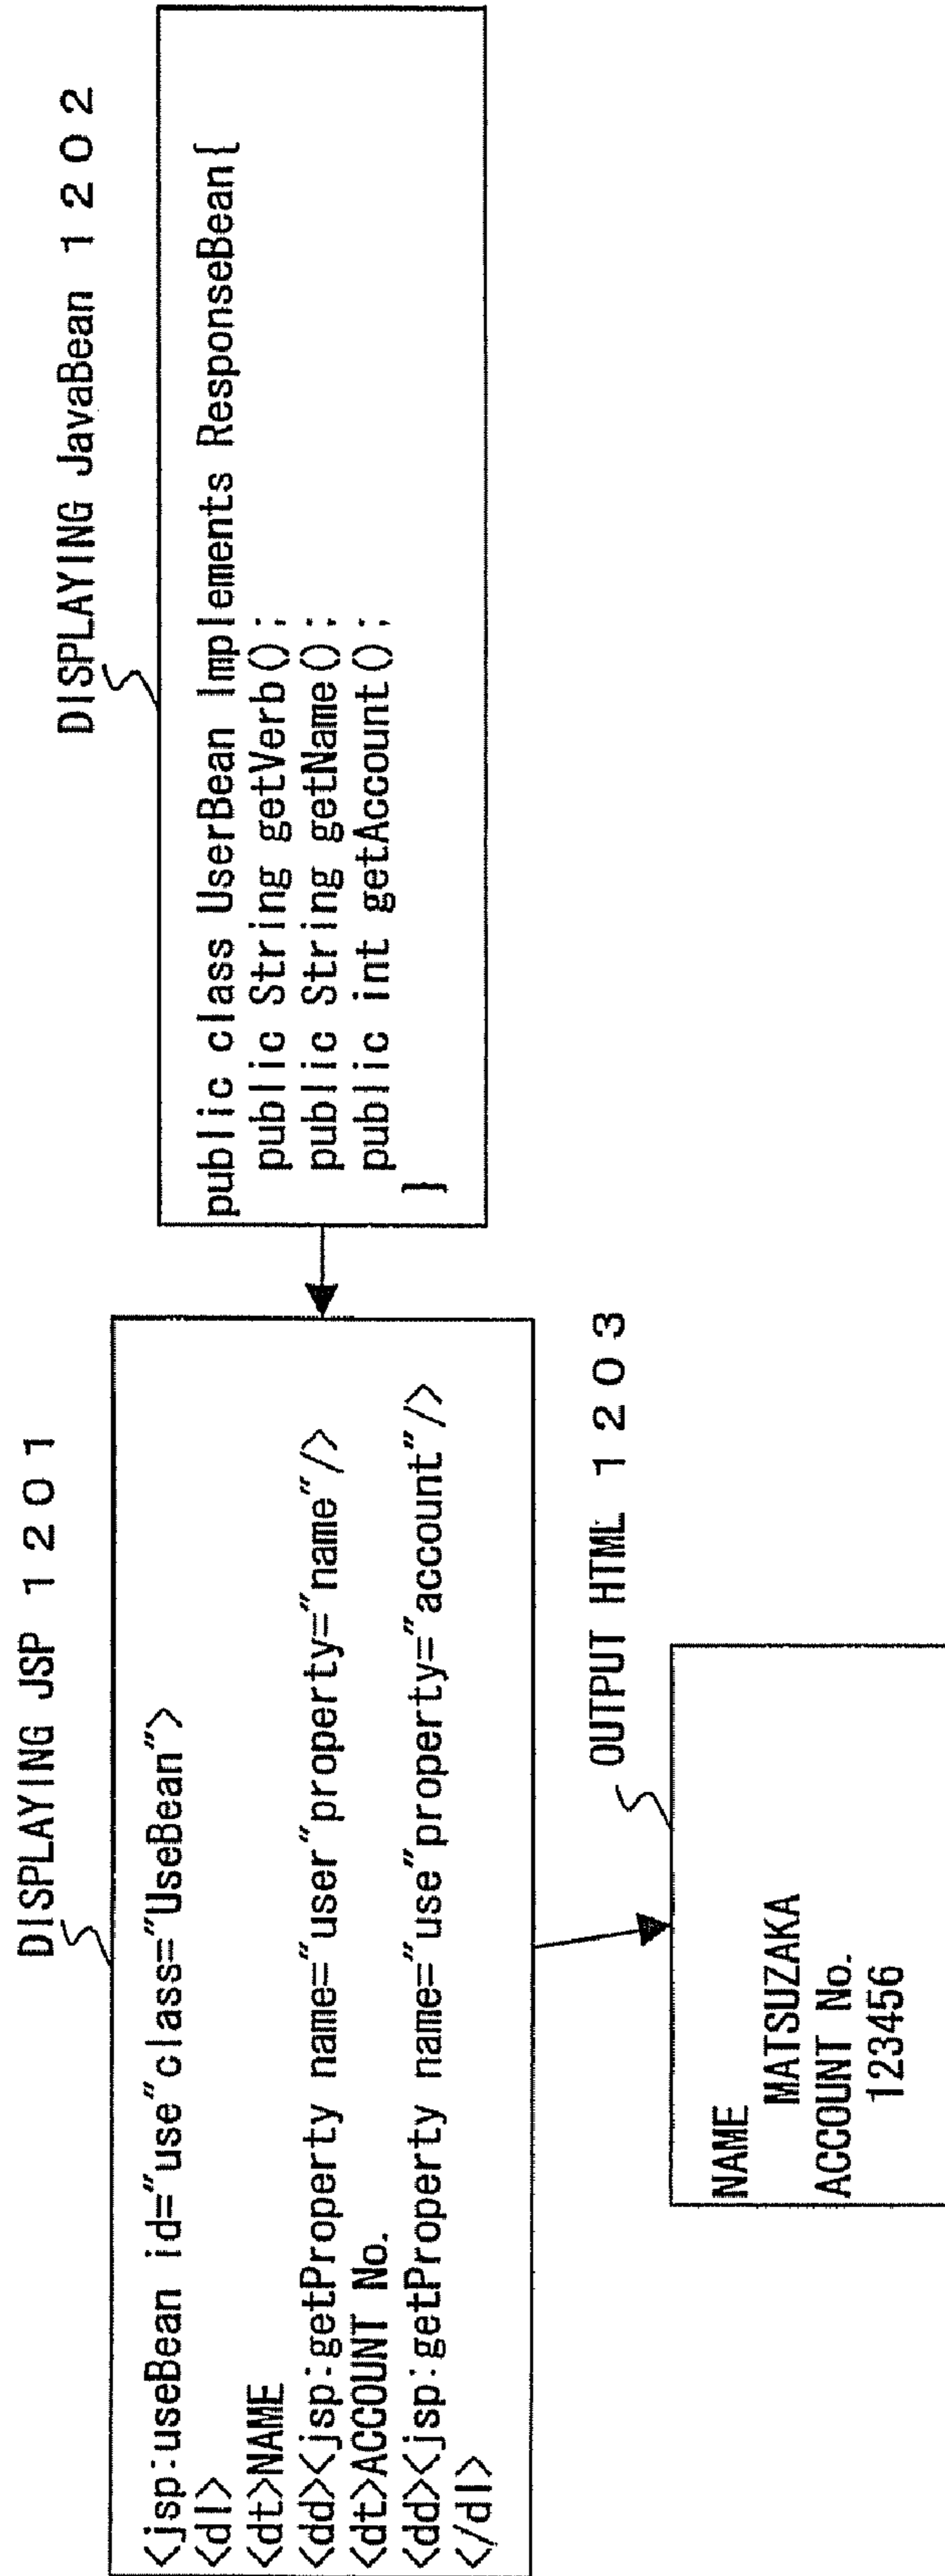 DISPLAYING JSP 1201
<jsp:useBean id="use"class="UseBean">
<dl>
<dt>NAME
<dd><jsp:getProperty name="user"property="name"/>
<dt>ACCOUNT No.
<dd><jsp:getProperty name="use"property="account"/>
</dl>
DISPLAYING JavaBean 1202
public class UserBean Implements ResponseBean{
public String getVerb();
public String getName();
public int getAccount();
}
OUTPUT HTML 1203
NAME
MATSUZAKA
ACCOUNT No.
123456